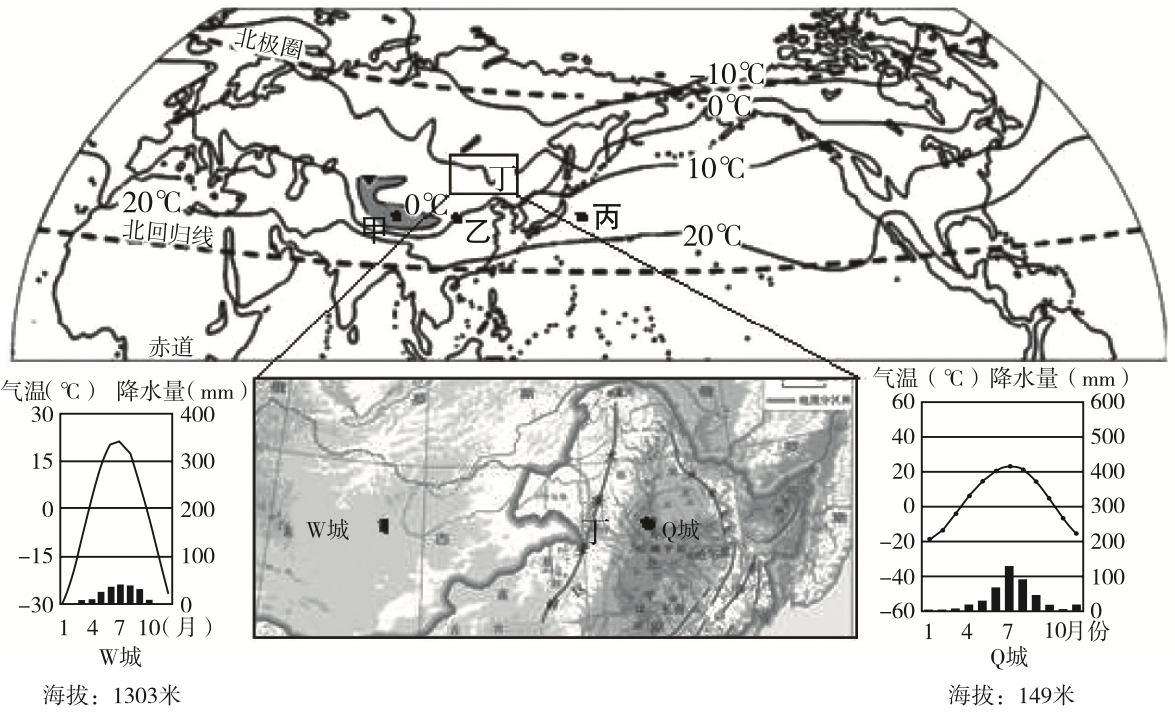 北极圈
-10℃
0℃
10℃
丁
20℃
0℃
甲
乙
丙
北回归线
20℃
赤道
气温(℃) 降水量(mm)
30 400
15 300
0 200
-15 100
-30 0
1 4 7 10(月)
W城
海拔：1303米
W城
丁
Q城
气温（℃）降水量（mm）
60 600
40 500
20 400
0 300
-20 200
-40 100
-60 0
1 4 7 10月份
Q城
海拔：149米